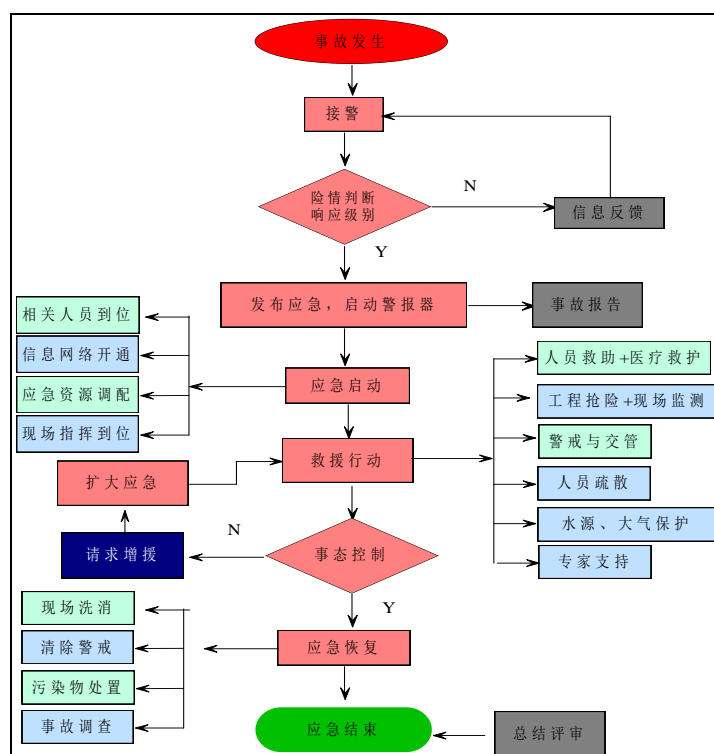 事故发生
接警
险情判断
响应级别
N
信息反馈
Y
发布应急，启动警报器
事故报告
相关人员到位
信息网络开通
应急资源调配
现场指挥到位
应急启动
人员救助+医疗救护
工程抢险+现场监测
警戒与交管
人员疏散
水源、大气保护
专家支持
救援行动
扩大应急
请求增援
N
事态控制
Y
现场洗消
清除警戒
污染物处置
事故调查
应急恢复
应急结束
总结评审